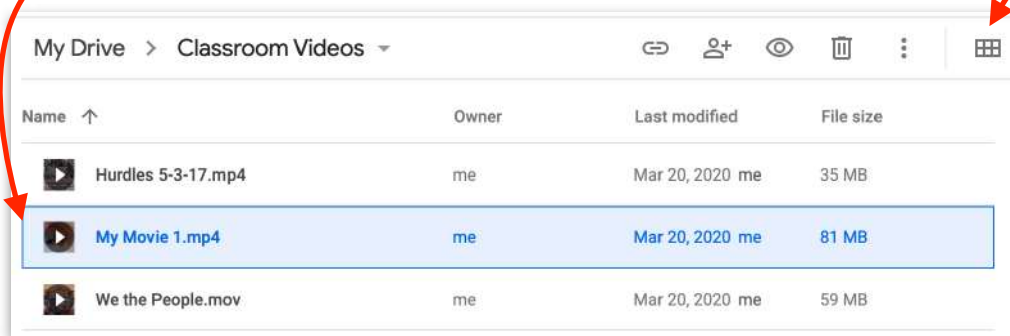 My Drive > Classroom Videos
Name Owner Last modified File size
Hurdles 5-3-17.mp4 me Mar 20, 2020 me 35 MB
My Movie 1.mp4 me Mar 20, 2020 me 81 MB
We the People.mov me Mar 20, 2020 me 59 MB